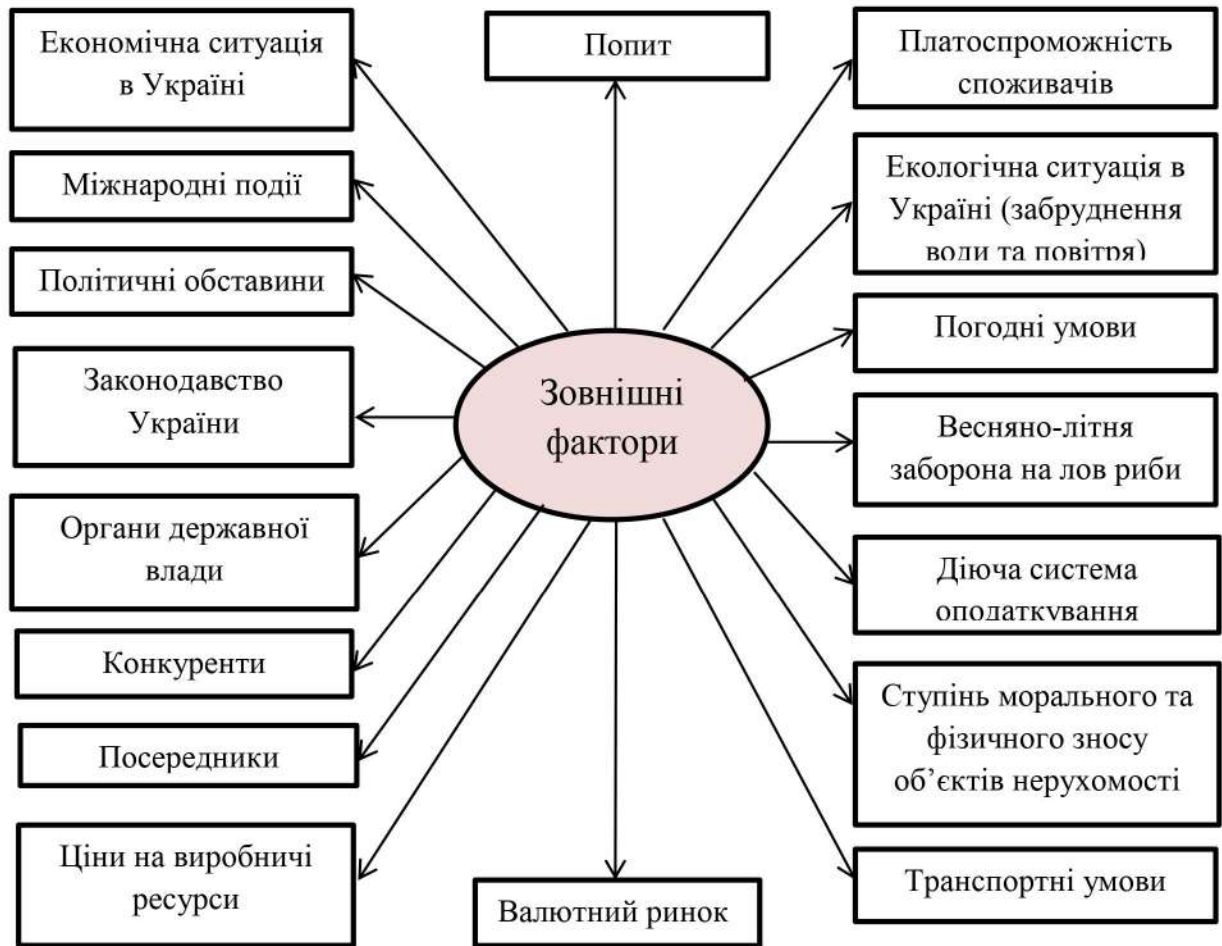 Економічна ситуація
в Україні
Міжнародні події
Політичні обставини
Законодавство
України
Органи державної
влади
Конкуренти
Посередники
Ціни на виробничі
ресурси
Попит
Зовнішні
фактори
Валютний ринок
Платоспроможність
споживачів
Екологічна ситуація в
Україні (забруднення
води та повітря)
Погодні умови
Весняно-літня
заборона на лов риби
Діюча система
оподаткування
Ступінь морального та
фізичного зносу
об’єктів нерухомості
Транспортні умови